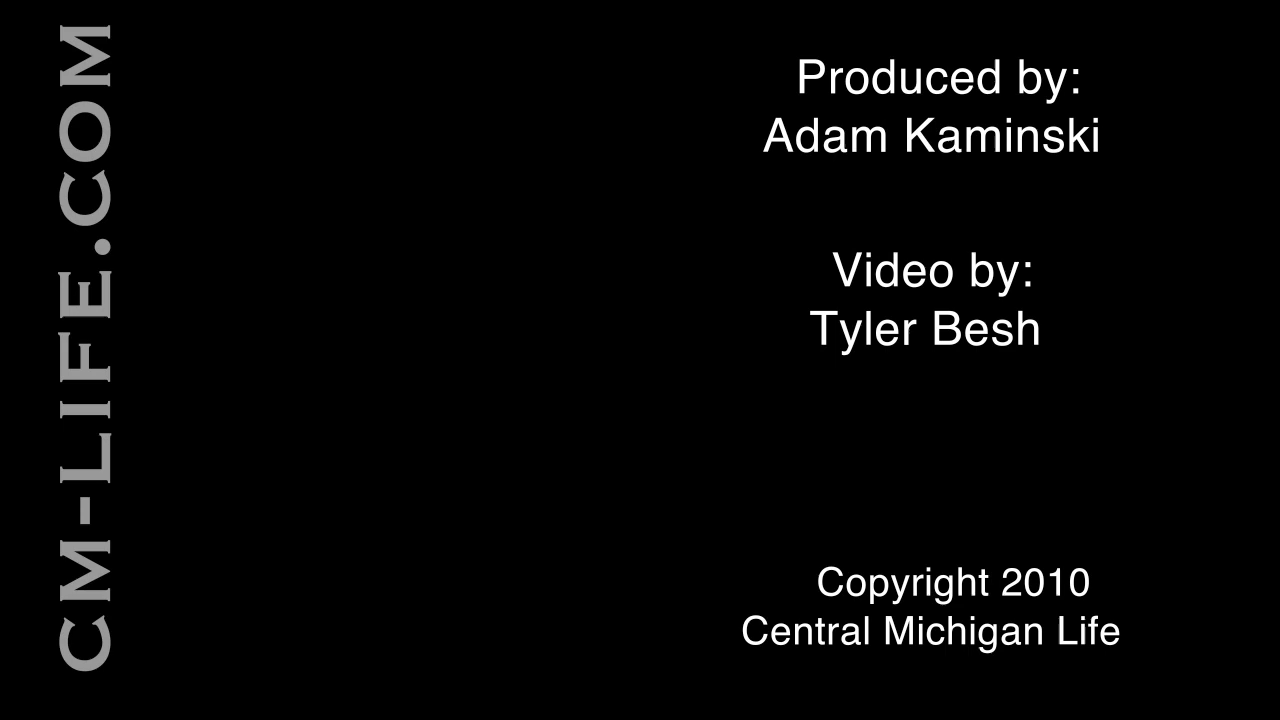 CM-LIFE.COM
Produced by:
Adam Kaminski
Video by:
Tyler Besh
Copyright 2010
Central Michigan Life